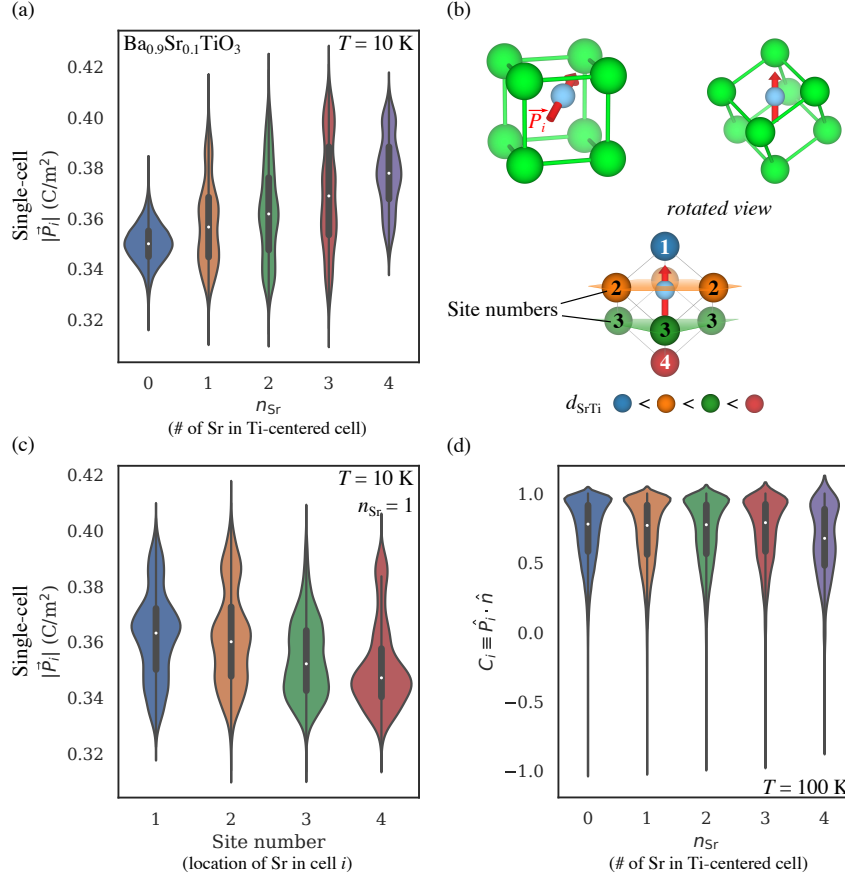 (a)
Ba0.9Sr0.1TiO3
T = 10 K
0.42
0.40
0.38
0.36
0.34
0.32
Single-cell
|P⃗i| (C/m²)
0 1 2 3 4
nSr
(# of Sr in Ti-centered cell)
(b)
P⃗i
rotated view
1
2 2
3 3 3
4
Site numbers
dSrTi < < <
(c)
T = 10 K
nSr = 1
0.42
0.40
0.38
0.36
0.34
0.32
Single-cell
|P⃗i| (C/m²)
1 2 3 4
Site number
(location of Sr in cell i)
(d)
1.0
0.5
0.0
−0.5
−1.0
Ci ≡ P̂i · n̂
T = 100 K
0 1 2 3 4
nSr
(# of Sr in Ti-centered cell)